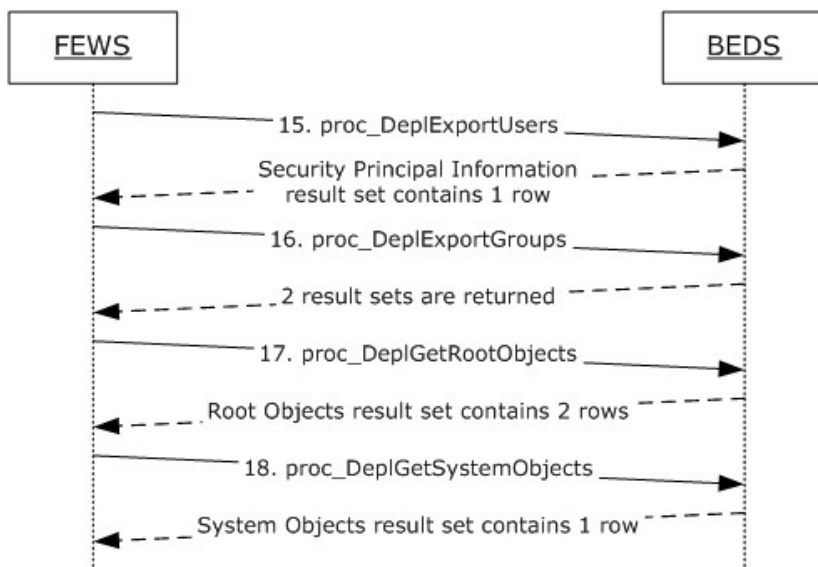 FEWS
BEDS
15. proc_DeplExportUsers
Security Principal Information
result set contains 1 row
16. proc_DeplExportGroups
2 result sets are returned
17. proc_DeplGetRootObjects
Root Objects result set contains 2 rows
18. proc_DeplGetSystemObjects
System Objects result set contains 1 row